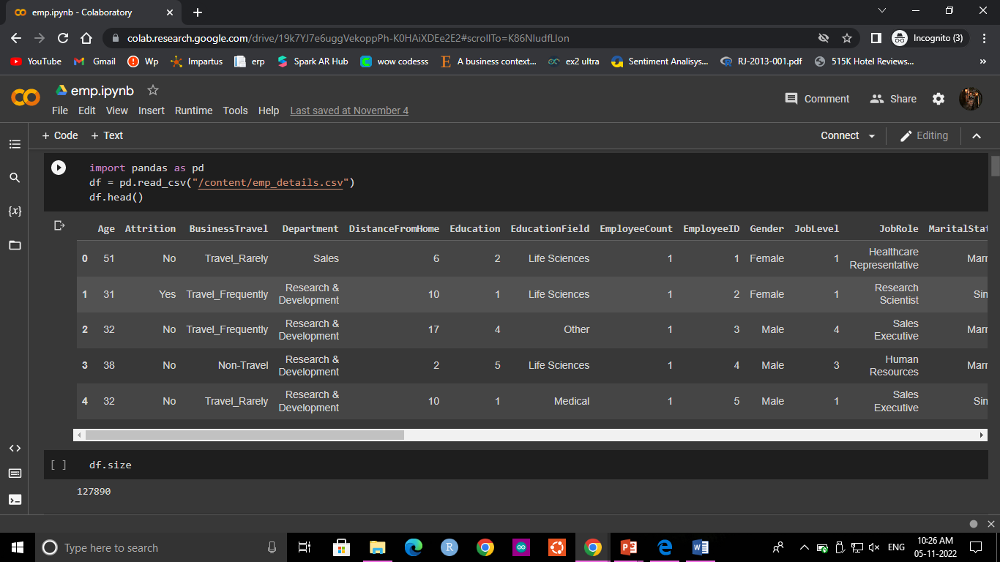 emp.ipynb - Colaboratory
colab.research.google.com/drive/19k7YJ7e6uggVekoppPh-K0HAiXDEe2E2#scrollTo=K86NIudfLIon
Incognito (3)
YouTube Gmail Wp Impartus erp Spark AR Hub wow codesss A business context... ex2 ultra Sentiment Analisys... RJ-2013-001.pdf 515K Hotel Reviews... »
emp.ipynb
Comment Share
File Edit View Insert Runtime Tools Help Last saved at November 4
+ Code + Text Connect Editing
import pandas as pd
df = pd.read_csv("/content/emp_details.csv")
df.head()
{x}
Age Attrition BusinessTravel Department DistanceFromHome Education EducationField EmployeeCount EmployeeID Gender JobLevel JobRole MaritalStat
0 51 No Travel_Rarely Sales 6 2 Life Sciences 1 1 Female 1 Healthcare Representative Marr
1 31 Yes Travel_Frequently Research & Development 10 1 Life Sciences 1 2 Female 1 Research Scientist Sin
2 32 No Travel_Frequently Research & Development 17 4 Other 1 3 Male 4 Sales Executive Marr
3 38 No Non-Travel Research & Development 2 5 Life Sciences 1 4 Male 3 Human Resources Marr
4 32 No Travel_Rarely Research & Development 10 1 Medical 1 5 Male 1 Sales Executive Sin
[ ] df.size
127890
Type here to search
ENG
10:26 AM
05-11-2022